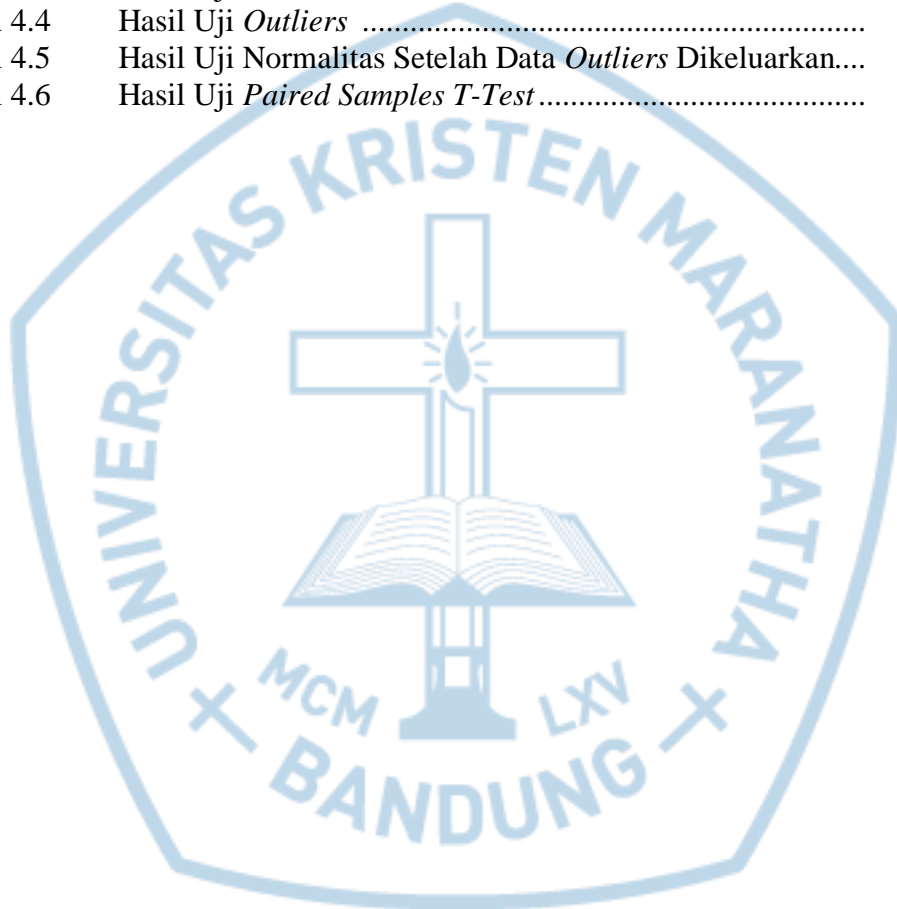 4.4 Hasil Uji Outliers ......................................................................................
4.5 Hasil Uji Normalitas Setelah Data Outliers Dikeluarkan....
4.6 Hasil Uji Paired Samples T-Test.......................................................
UNIVERSITAS KRISTEN MARANATHA
MCM LXV
BANDUNG